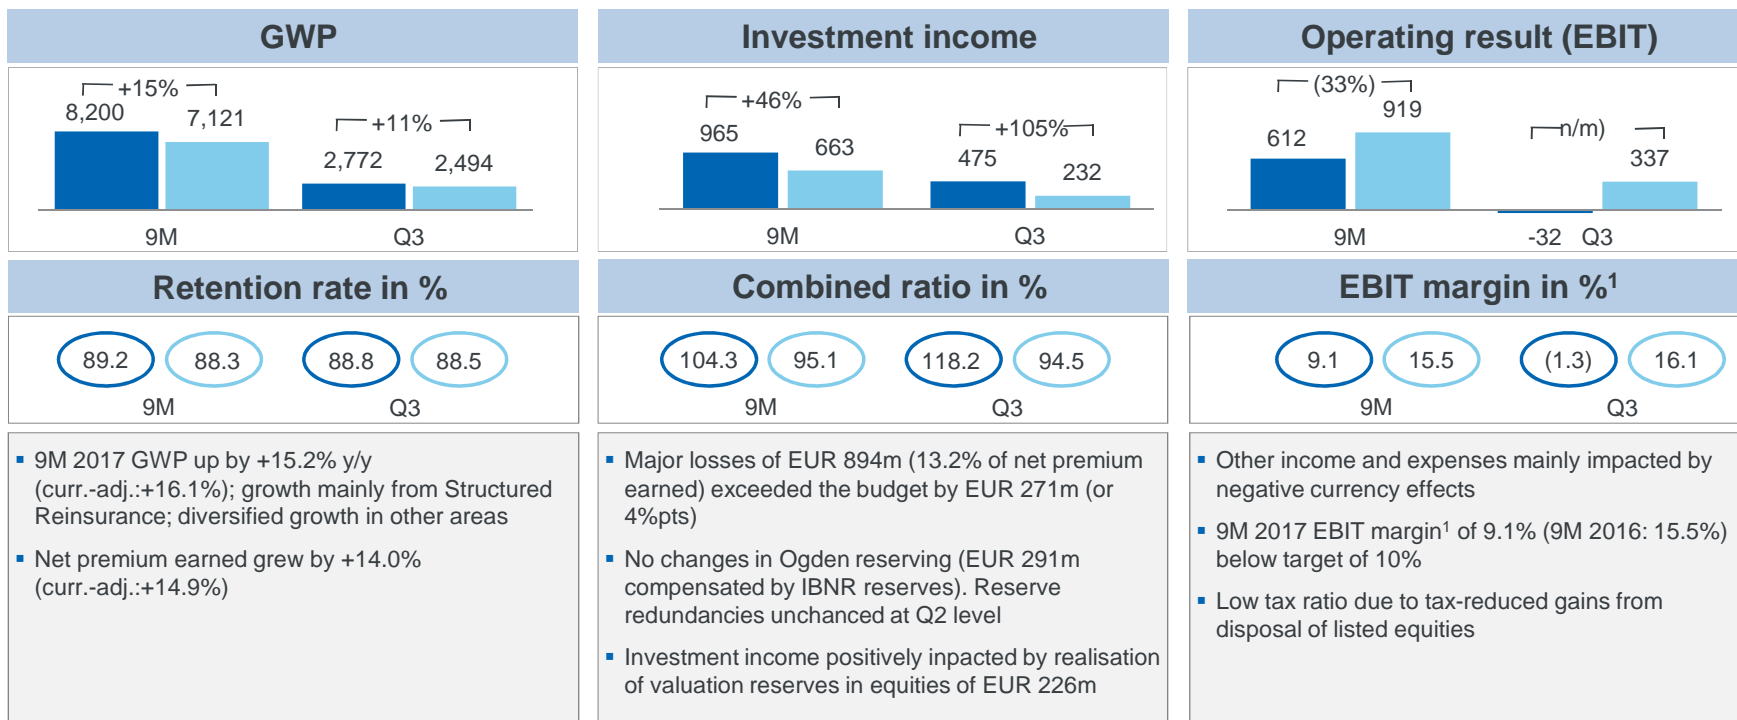 GWP
+15%
8,200
7,121
+11%
2,772
2,494
9M
Q3
Investment income
+46%
965
663
+105%
475
232
9M
Q3
Operating result (EBIT)
(33%)
919
612
n/m)
337
9M
-32
Q3
Retention rate in %
89.2
88.3
88.8
88.5
9M
Q3
Combined ratio in %
104.3
95.1
118.2
94.5
9M
Q3
EBIT margin in %¹
9.1
15.5
(1.3)
16.1
9M
Q3
▪ 9M 2017 GWP up by +15.2% y/y
(curr.-adj.:+16.1%); growth mainly from Structured
Reinsurance; diversified growth in other areas
▪ Net premium earned grew by +14.0%
(curr.-adj.:+14.9%)
▪ Major losses of EUR 894m (13.2% of net premium
earned) exceeded the budget by EUR 271m (or
4%pts)
▪ No changes in Ogden reserving (EUR 291m
compensated by IBNR reserves). Reserve
redundancies unchanced at Q2 level
▪ Investment income positively inpacted by realisation
of valuation reserves in equities of EUR 226m
▪ Other income and expenses mainly impacted by
negative currency effects
▪ 9M 2017 EBIT margin¹ of 9.1% (9M 2016: 15.5%)
below target of 10%
▪ Low tax ratio due to tax-reduced gains from
disposal of listed equities